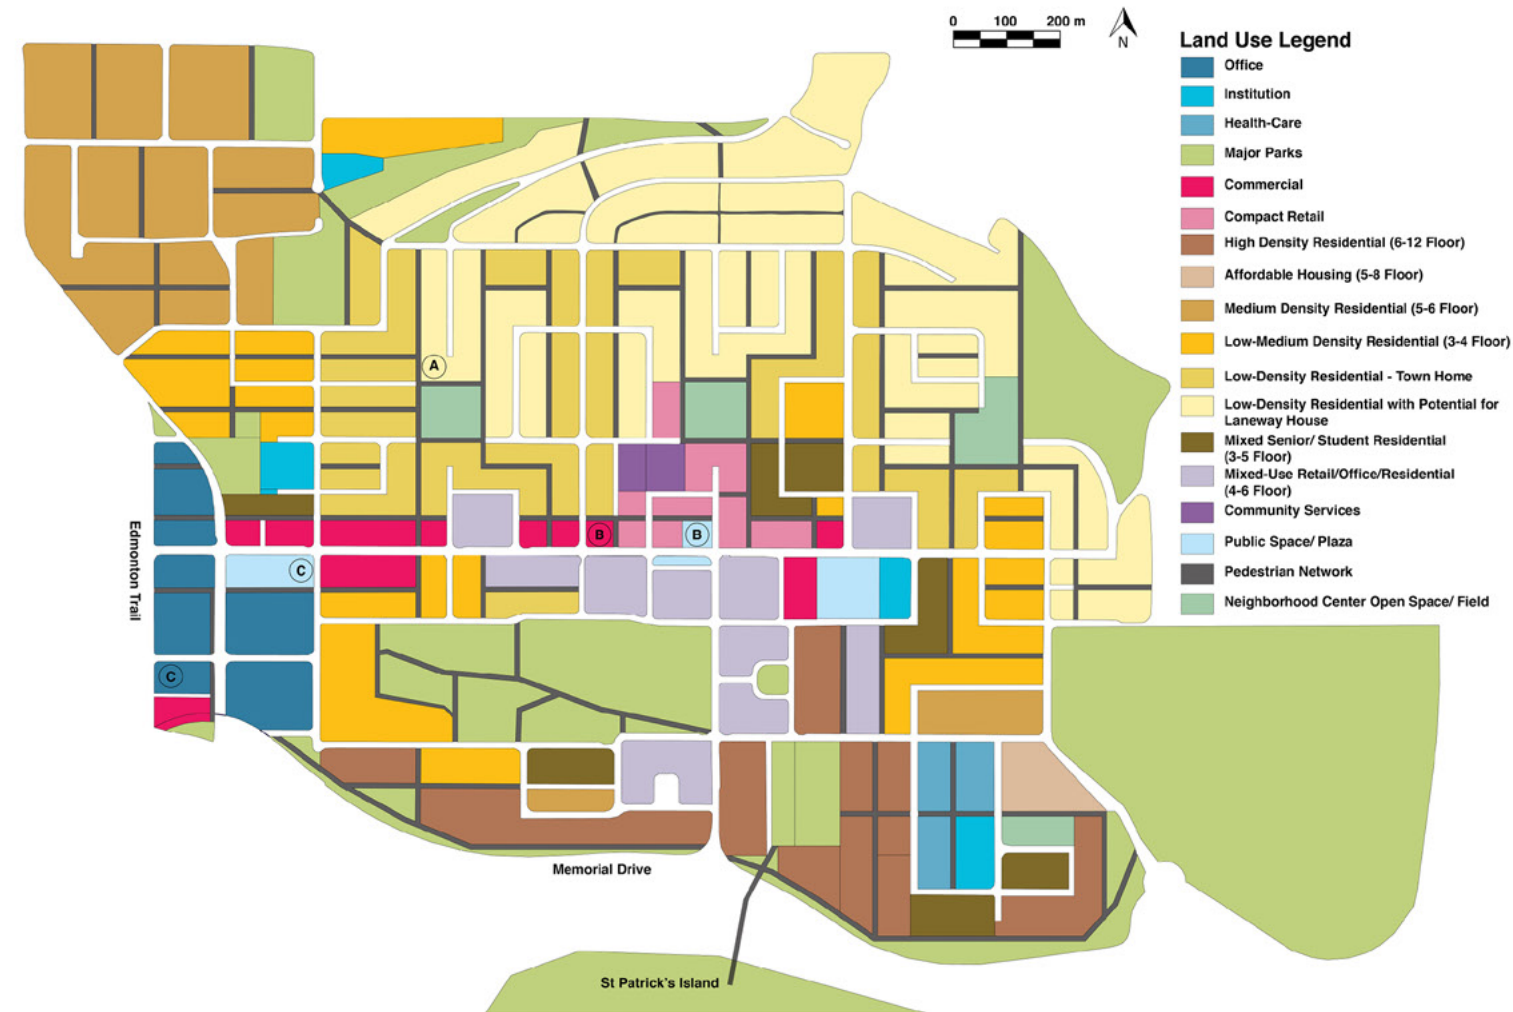 0 100 200 m
N
Land Use Legend
Office
Institution
Health-Care
Major Parks
Commercial
Compact Retail
High Density Residential (6-12 Floor)
Affordable Housing (5-8 Floor)
Medium Density Residential (5-6 Floor)
Low-Medium Density Residential (3-4 Floor)
Low-Density Residential - Town Home
Low-Density Residential with Potential for
Laneway House
Mixed Senior/ Student Residential
(3-5 Floor)
Mixed-Use Retail/Office/Residential
(4-6 Floor)
Community Services
Public Space/ Plaza
Pedestrian Network
Neighborhood Center Open Space/ Field
A
B
B
C
C
Edmonton Trail
Memorial Drive
St Patrick's Island